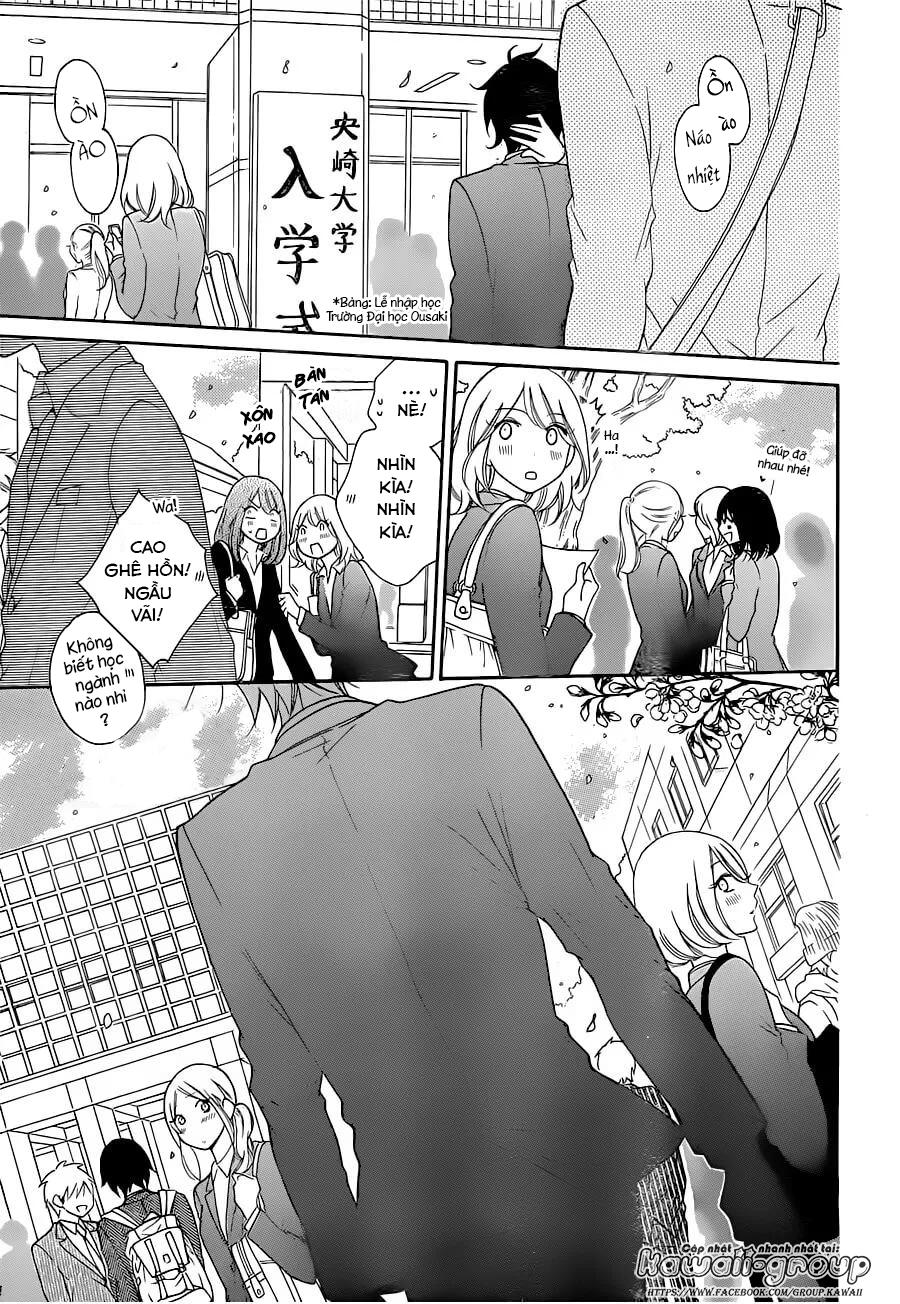 Ồn
Náo ào
nhiệt
ỒN
ÀO
央崎大学
入学式
*Bảng: Lễ nhập học
Trường Đại học Ousaki
Giúp đỡ
nhau nhé!
Ha
...!
...
NÈ!
NHÌN
KÌA!
NHÌN
KÌA!
BÀN
TÁN
XÔN
XAO
Wả!
CAO
GHÊ HỒN!
NGẦU
VÃI!
Không
biết học
ngành
nào nhỉ
?
Cập nhật nhanh nhất tại:
kawaii-group
HTTPS://WWW.FACEBOOK.COM/GROUP.KAWAII